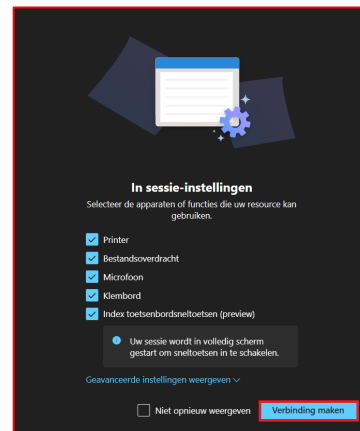 In sessie-instellingen
Selecteer de apparaten of functies die uw resource kan
gebruiken.
Printer
Bestandsoverdracht
Microfoon
Klembord
Index toetsenbordsneltoetsen (preview)
Uw sessie wordt in volledig scherm
gestart om sneltoetsen in te schakelen.
Geavanceerde instellingen weergeven
Niet opnieuw weergeven
Verbinding maken